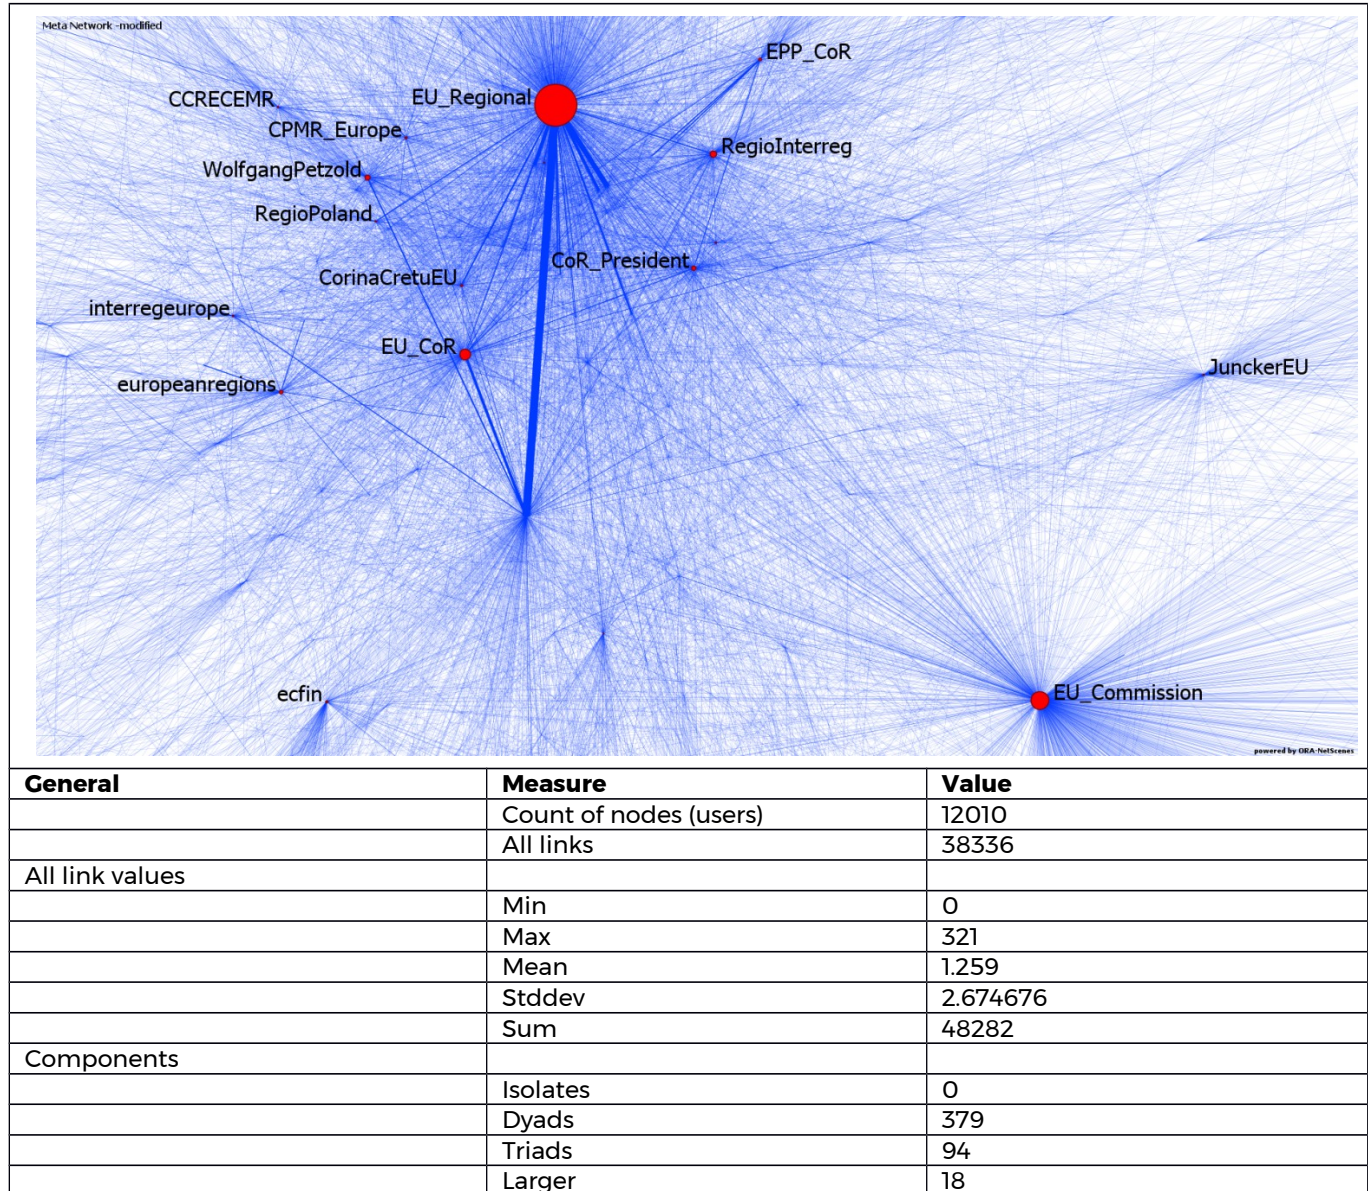 Meta Network -modified
EPP_CoR
CCRECEMR
EU_Regional
CPMR_Europe
RegioInterreg
WolfgangPetzold
RegioPoland
CoR_President
CorinaCretuEU
interregeurope
EU_CoR
JunckerEU
europeanregions
ecfin
EU_Commission
powered by ORA-NetScenes
General Measure Value
Count of nodes (users) 12010
All links 38336
All link values
Min 0
Max 321
Mean 1.259
Stddev 2.674676
Sum 48282
Components
Isolates 0
Dyads 379
Triads 94
Larger 18